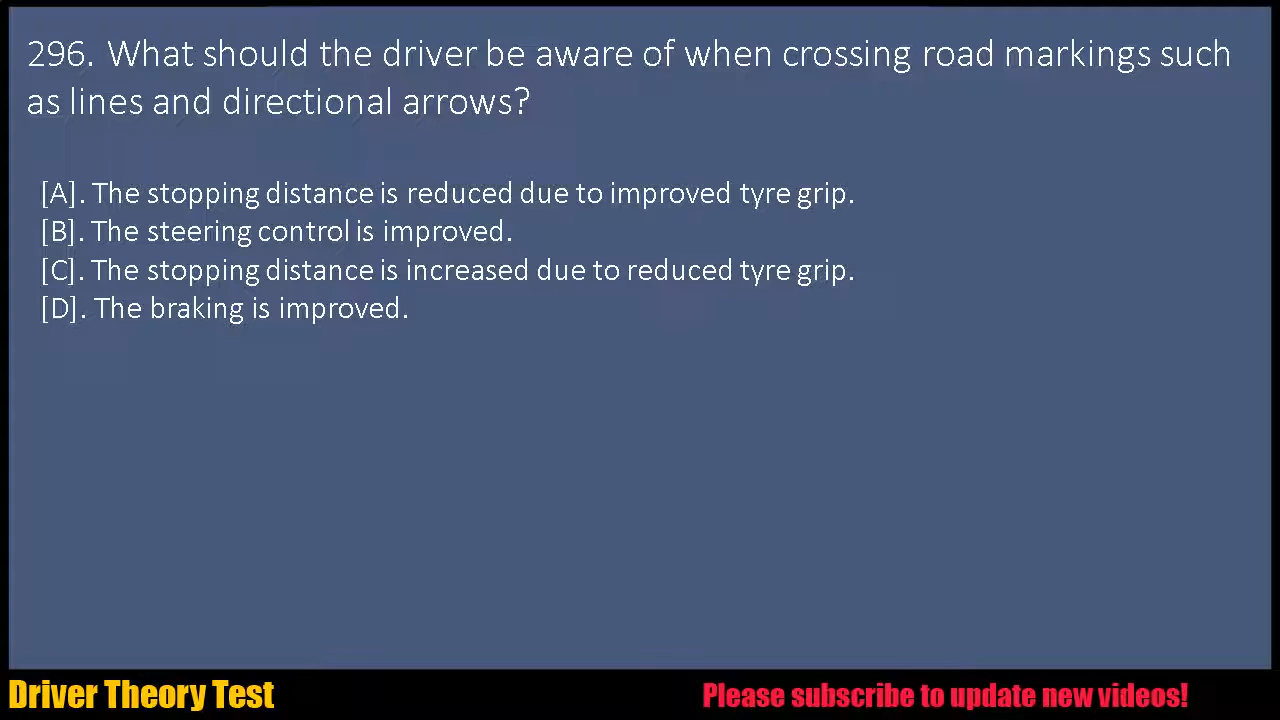 296. What should the driver be aware of when crossing road markings such
as lines and directional arrows?
[A]. The stopping distance is reduced due to improved tyre grip.
[B]. The steering control is improved.
[C]. The stopping distance is increased due to reduced tyre grip.
[D]. The braking is improved.
Driver Theory Test
Please subscribe to update new videos!